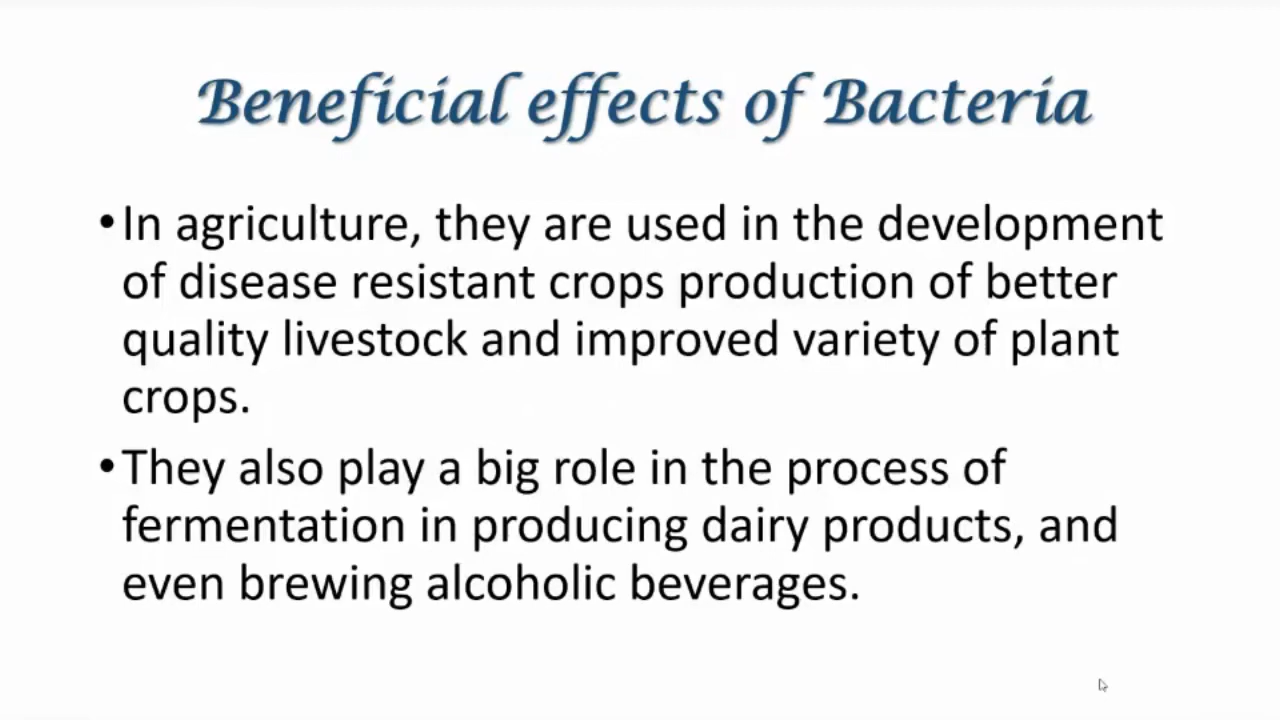 Beneficial effects of Bacteria
•In agriculture, they are used in the development
of disease resistant crops production of better
quality livestock and improved variety of plant
crops.
•They also play a big role in the process of
fermentation in producing dairy products, and
even brewing alcoholic beverages.